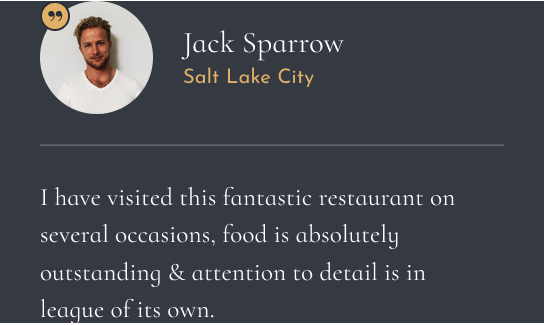 Jack Sparrow
Salt Lake City
I have visited this fantastic restaurant on
several occasions, food is absolutely
outstanding & attention to detail is in
league of its own.